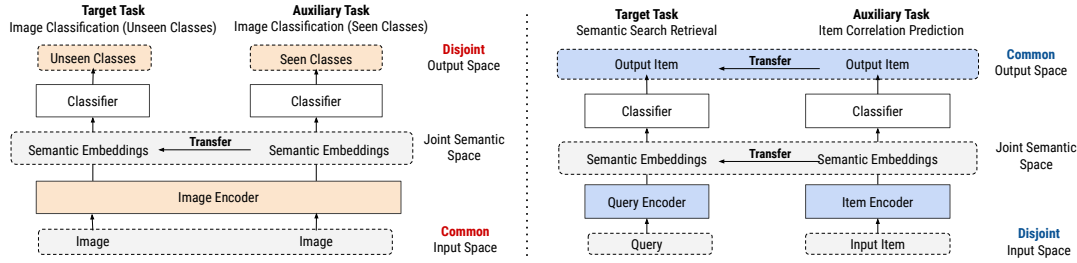 Target Task
Image Classification (Unseen Classes)
Auxiliary Task
Image Classification (Seen Classes)
Unseen Classes
Seen Classes
Disjoint
Output Space
Classifier
Classifier
Semantic Embeddings
Transfer
Semantic Embeddings
Joint Semantic
Space
Image Encoder
Image
Image
Common
Input Space
Target Task
Semantic Search Retrieval
Auxiliary Task
Item Correlation Prediction
Output Item
Transfer
Output Item
Common
Output Space
Classifier
Classifier
Semantic Embeddings
Transfer
Semantic Embeddings
Joint Semantic
Space
Query Encoder
Item Encoder
Query
Input Item
Disjoint
Input Space